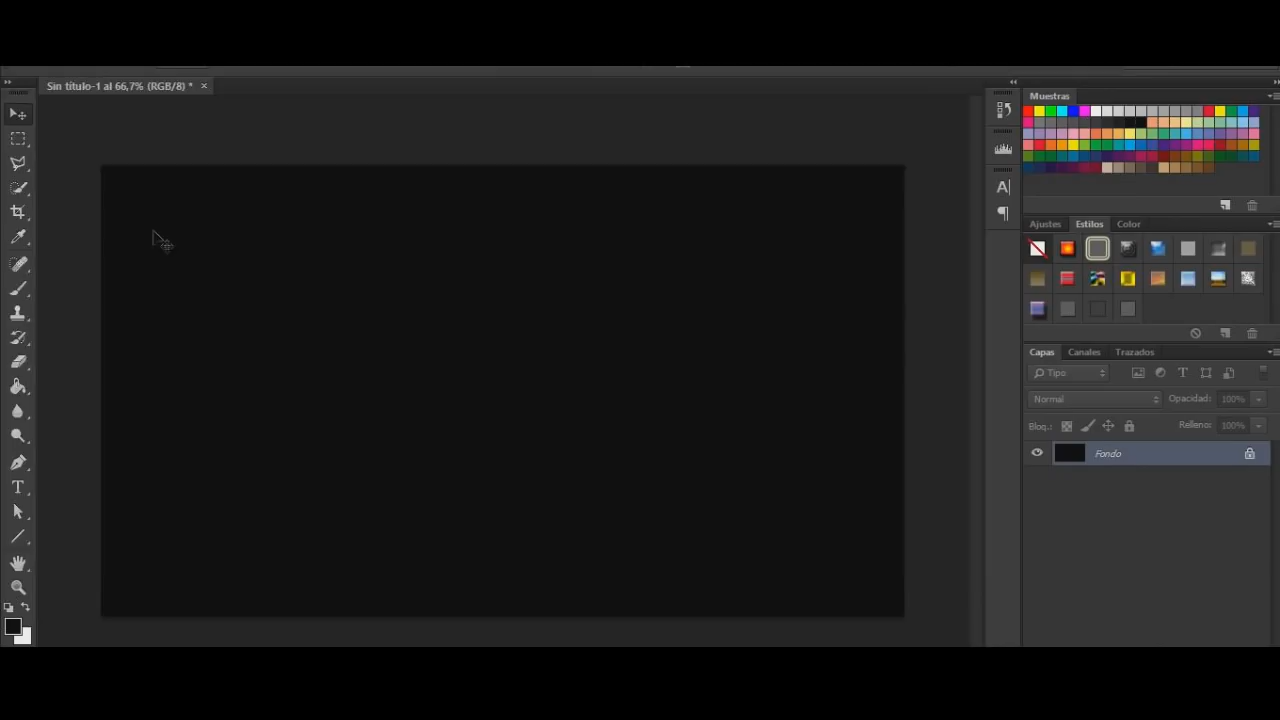 Sin título-1 al 66,7% (RGB/8) * ×
Muestras
Ajustes Estilos Color
Capas Canales Trazados
Tipo
Normal Opacidad: 100%
Bloq.: Relleno: 100%
Fondo